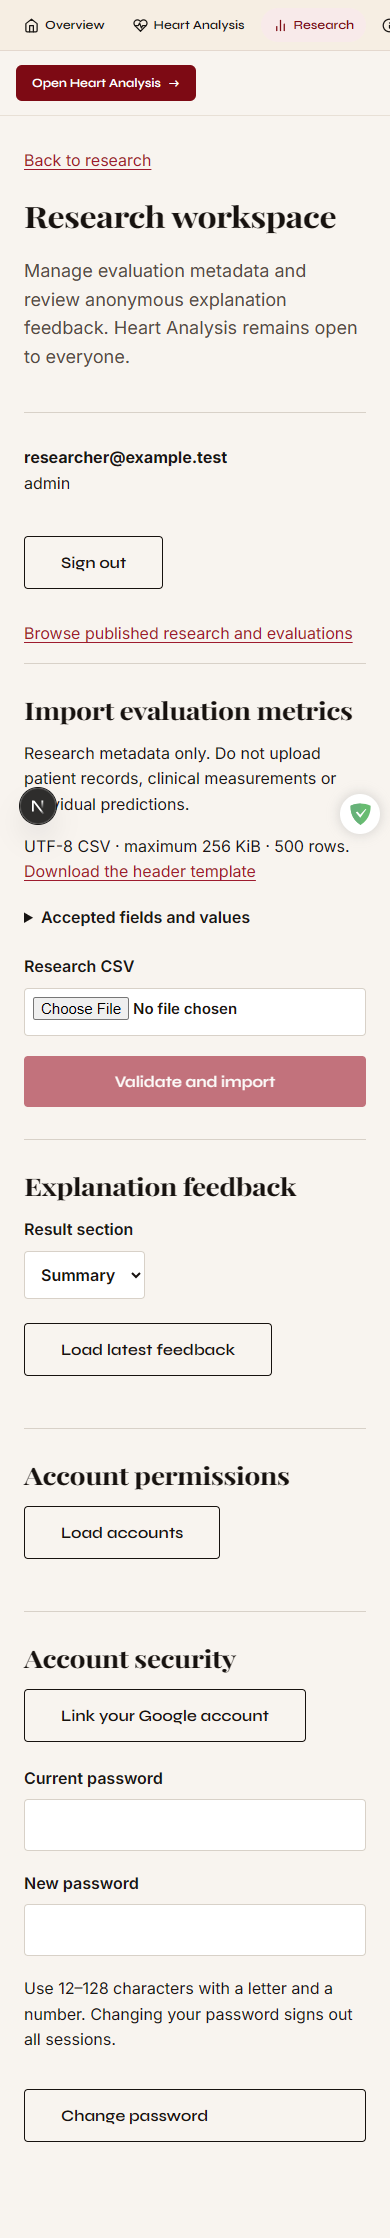 Overview Heart Analysis Research
Open Heart Analysis →
Back to research
Research workspace
Manage evaluation metadata and
review anonymous explanation
feedback. Heart Analysis remains open
to everyone.
researcher@example.test
admin
Sign out
Browse published research and evaluations
Import evaluation metrics
Research metadata only. Do not upload
patient records, clinical measurements or
N vidual predictions.
UTF-8 CSV · maximum 256 KiB · 500 rows.
Download the header template
▶ Accepted fields and values
Research CSV
Choose File No file chosen
Validate and import
Explanation feedback
Result section
Summary
Load latest feedback
Account permissions
Load accounts
Account security
Link your Google account
Current password
New password
Use 12–128 characters with a letter and a
number. Changing your password signs out
all sessions.
Change password